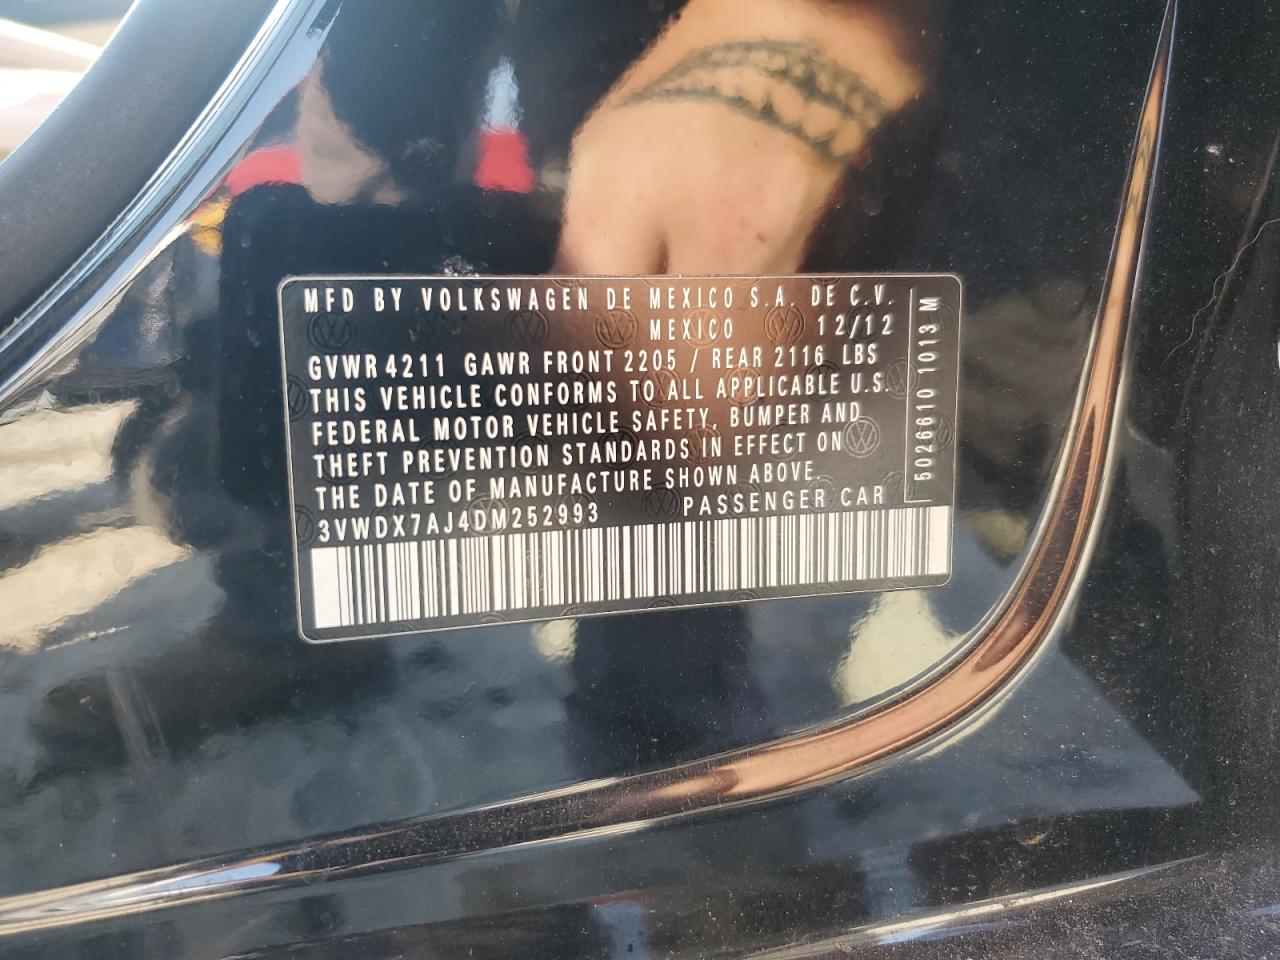 MFD BY VOLKSWAGEN DE MEXICO S.A. DE C.V.
MEXICO 12/12
GVWR 4211 GAWR FRONT 2205 / REAR 2116 LBS
THIS VEHICLE CONFORMS TO ALL APPLICABLE U.S.
FEDERAL MOTOR VEHICLE SAFETY, BUMPER AND
THEFT PREVENTION STANDARDS IN EFFECT ON
THE DATE OF MANUFACTURE SHOWN ABOVE.
3VWDX7AJ4DM252993 PASSENGER CAR
5026610 1013 M